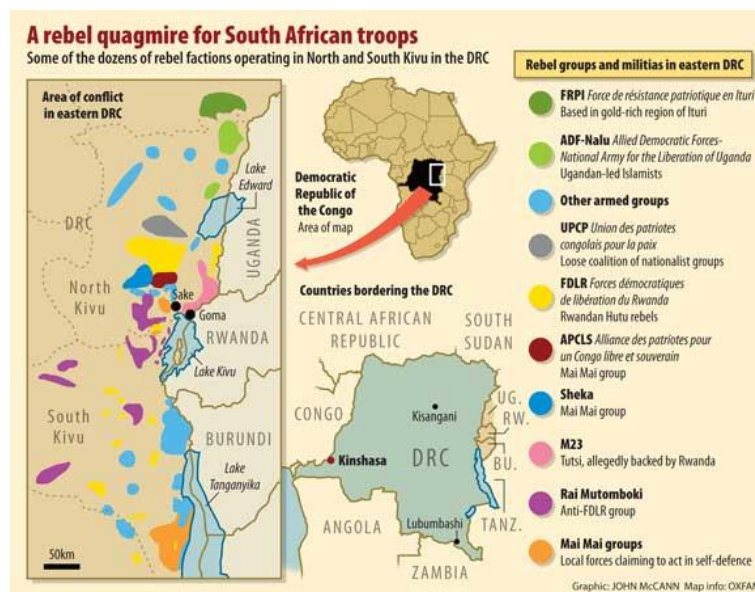 A rebel quagmire for South African troops
Some of the dozens of rebel factions operating in North and South Kivu in the DRC
Area of conflict
in eastern DRC
Lake
Edward
DRC
UGANDA
North
Kivu
Sake
Goma
RWANDA
Lake Kivu
South
Kivu
BURUNDI
Lake
Tanganyika
50km
Democratic
Republic of
the Congo
Area of map
Countries bordering the DRC
CENTRAL AFRICAN
REPUBLIC
SOUTH
SUDAN
CONGO
Kisangani
UG.
RW.
Kinshasa
DRC
BU.
ANGOLA
Lubumbashi
TANZ.
ZAMBIA
Rebel groups and militias in eastern DRC
FRPI Force de résistance patriotique en Ituri
Based in gold-rich region of Ituri
ADF-Nalu Allied Democratic Forces-
National Army for the Liberation of Uganda
Ugandan-led Islamists
Other armed groups
UPCP Union des patriotes
congolais pour la paix
Loose coalition of nationalist groups
FDLR Forces démocratiques
de libération du Rwanda
Rwandan Hutu rebels
APCLS Alliance des patriotes pour
un Congo libre et souverain
Mai Mai group
Sheka
Mai Mai group
M23
Tutsi, allegedly backed by Rwanda
Rai Mutomboki
Anti-FDLR group
Mai Mai groups
Local forces claiming to act in self-defence
Graphic: JOHN McCANN Map info: OXFAM